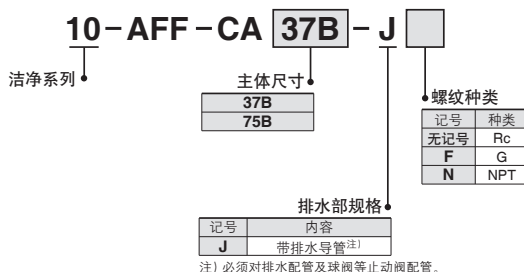 10-AFF-CA 37B-J
洁净系列
主体尺寸
37B
75B
螺纹种类
记号 种类
无记号 Rc
F G
N NPT
排水部规格
记号 内容
J 带排水导管注)
注) 必须对排水配管及球阀等止动阀配管。